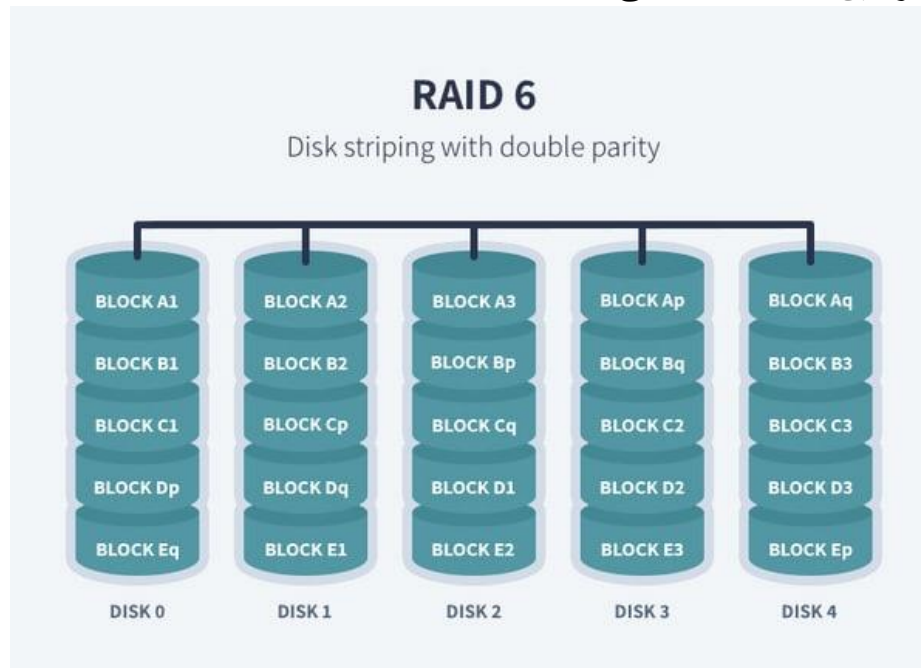 RAID 6
Disk striping with double parity
BLOCK A1 BLOCK A2 BLOCK A3 BLOCK Ap BLOCK Aq
BLOCK B1 BLOCK B2 BLOCK Bp BLOCK Bq BLOCK B3
BLOCK C1 BLOCK Cp BLOCK Cq BLOCK C2 BLOCK C3
BLOCK Dp BLOCK Dq BLOCK D1 BLOCK D2 BLOCK D3
BLOCK Eq BLOCK E1 BLOCK E2 BLOCK E3 BLOCK Ep
DISK 0 DISK 1 DISK 2 DISK 3 DISK 4